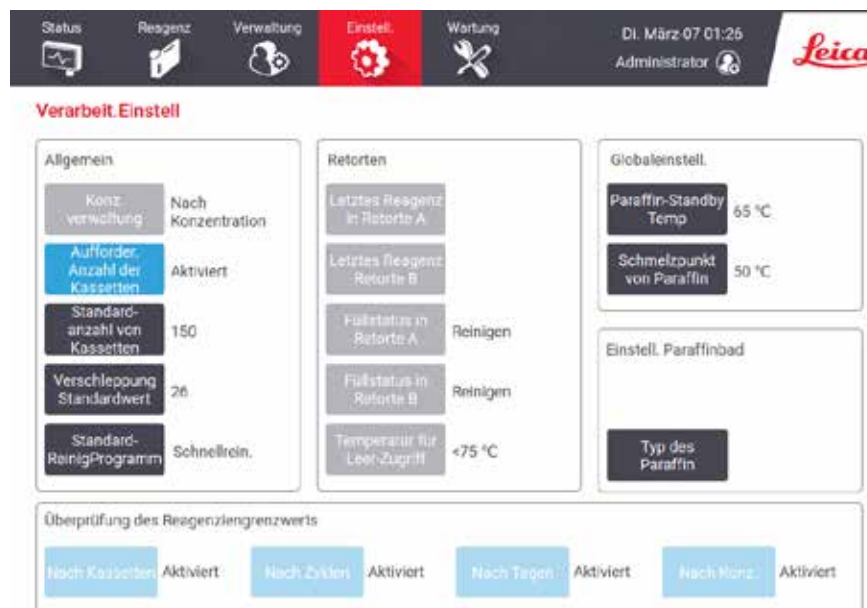 Status
Reagenz
Verwaltung
Einstell.
Wartung
Di. März-07 01:26
Administrator
Leica
Verarbeit.Einstell
Allgemein
Konz.
verwaltung
Nach
Konzentration
Aufforder.
Anzahl der
Kassetten
Aktiviert
Standard-
anzahl von
Kassetten
150
Verschleppung
Standardwert
26
Standard-
ReinigProgramm
Schnellrein.
Retorten
Letztes Reagenz
in Retorte A
Letztes Reagenz
Retorte B
Füllstatus in
Retorte A
Reinigen
Füllstatus in
Retorte B
Reinigen
Temperatur für
Leer-Zugriff
<75 °C
Globaleinstell.
Paraffin-Standby
Temp
65 °C
Schmelzpunkt
von Paraffin
50 °C
Einstell. Paraffinbad
Typ des
Paraffin
Überprüfung des Reagenziengrenzwerts
Nach Kassetten
Aktiviert
Nach Zyklen
Aktiviert
Nach Tagen
Aktiviert
Nach Konz.
Aktiviert